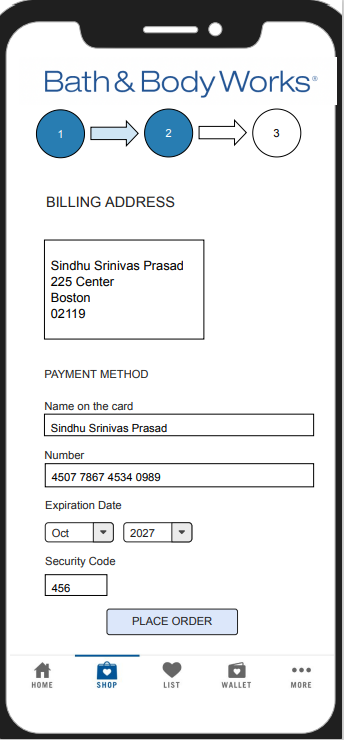 Bath & Body Works®
1
2
3
BILLING ADDRESS
Sindhu Srinivas Prasad
225 Center
Boston
02119
PAYMENT METHOD
Name on the card
Sindhu Srinivas Prasad
Number
4507 7867 4534 0989
Expiration Date
Oct 2027
Security Code
456
PLACE ORDER
HOME SHOP LIST WALLET MORE